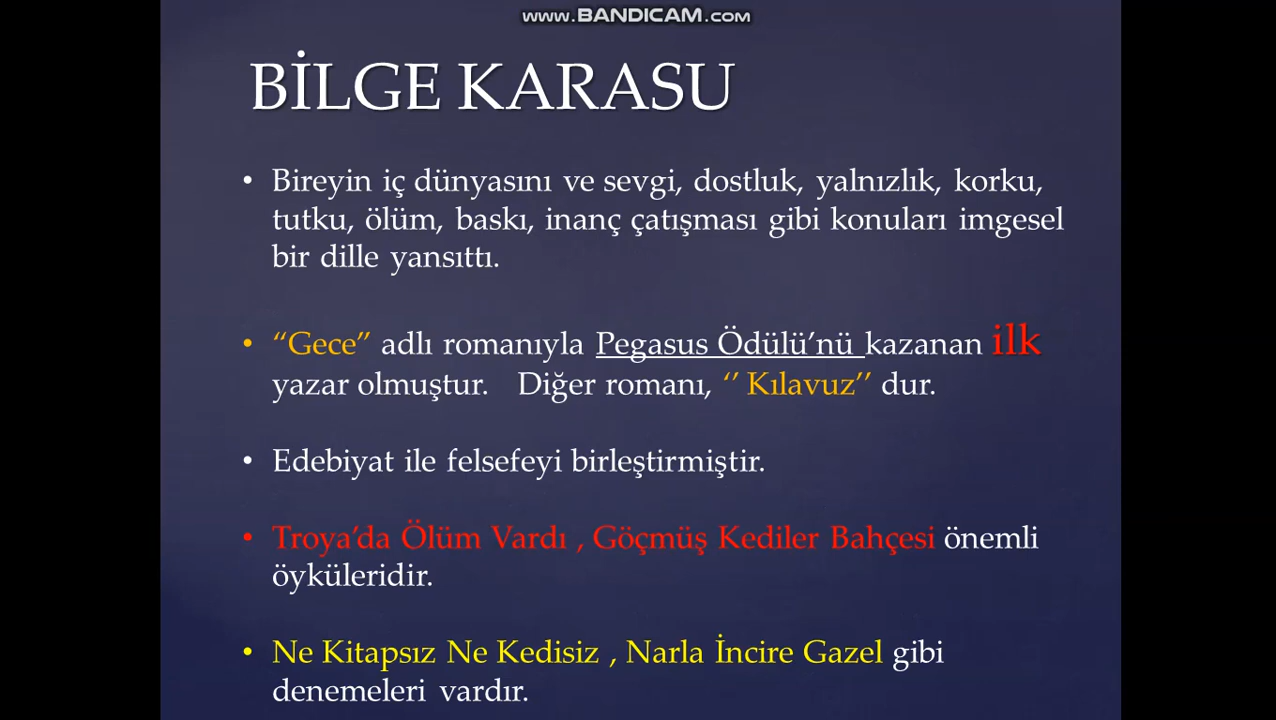 www.BANDICAM.com
BİLGE KARASU
• Bireyin iç dünyasını ve sevgi, dostluk, yalnızlık, korku,
tutku, ölüm, baskı, inanç çatışması gibi konuları imgesel
bir dille yansıttı.
• “Gece” adlı romanıyla Pegasus Ödülü’nü kazanan ilk
yazar olmuştur. Diğer romanı, ‘’ Kılavuz’’ dur.
• Edebiyat ile felsefeyi birleştirmiştir.
• Troya’da Ölüm Vardı , Göçmüş Kediler Bahçesi önemli
öyküleridir.
• Ne Kitapsız Ne Kedisiz , Narla İncire Gazel gibi
denemeleri vardır.